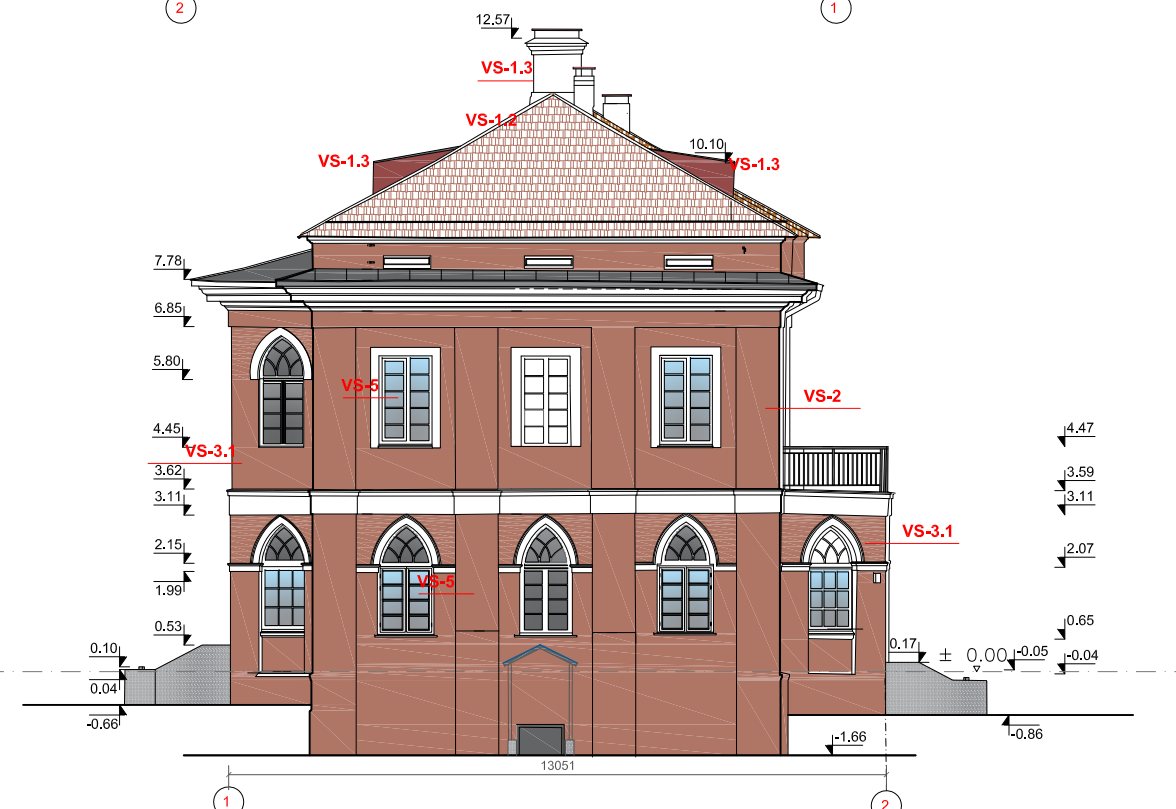 2 1
12.57
VS-1.3
VS-1.2
10.10
VS-1.3 VS-1.3
7.78
6.85
5.80
VS-5
VS-2
4.45 4.47
VS-3.1
3.62 3.59
3.11 3.11
VS-3.1
2.15 2.07
VS-5
1.99
0.53 0.65
0.10 0.17 ± 0.00 -0.05 -0.04
0.04
-0.66 -0.86
-1.66
13051
1 2